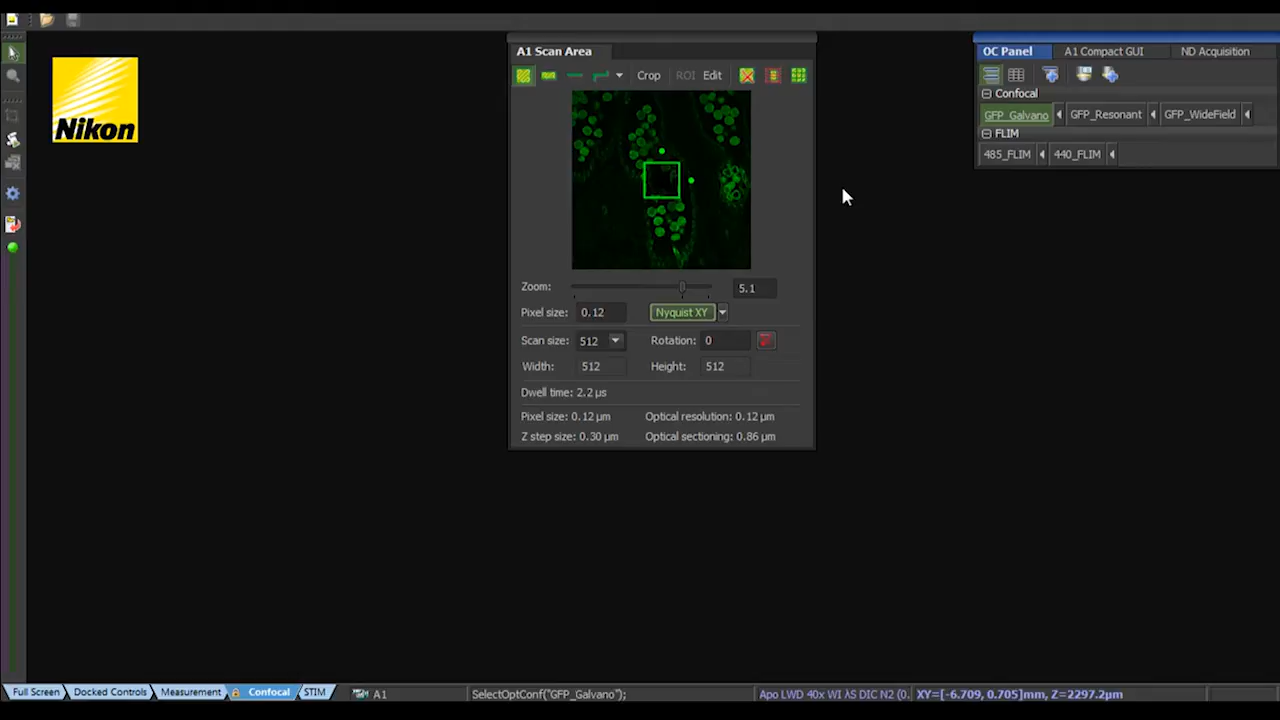 Nikon
A1 Scan Area
Crop ROI Edit
Zoom: 5.1
Pixel size: 0.12 Nyquist XY
Scan size: 512 Rotation: 0
Width: 512 Height: 512
Dwell time: 2.2 µs
Pixel size: 0.12 µm Optical resolution: 0.12 µm
Z step size: 0.30 µm Optical sectioning: 0.86 µm
OC Panel A1 Compact GUI ND Acquisition
Confocal
GFP_Galvano GFP_Resonant GFP_WideField
FLIM
485_FLIM 440_FLIM
Full Screen Docked Controls Measurement Confocal STIM A1 SelectOptConf("GFP_Galvano"); Apo LWD 40x WI λS DIC N2 (0. XY=[-6.709, 0.705]mm, Z=2297.2µm